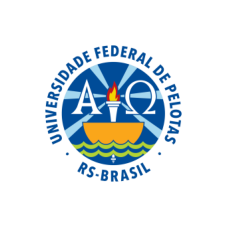 UNIVERSIDADE FEDERAL DE PELOTAS
Α Ω
· RS-BRASIL ·